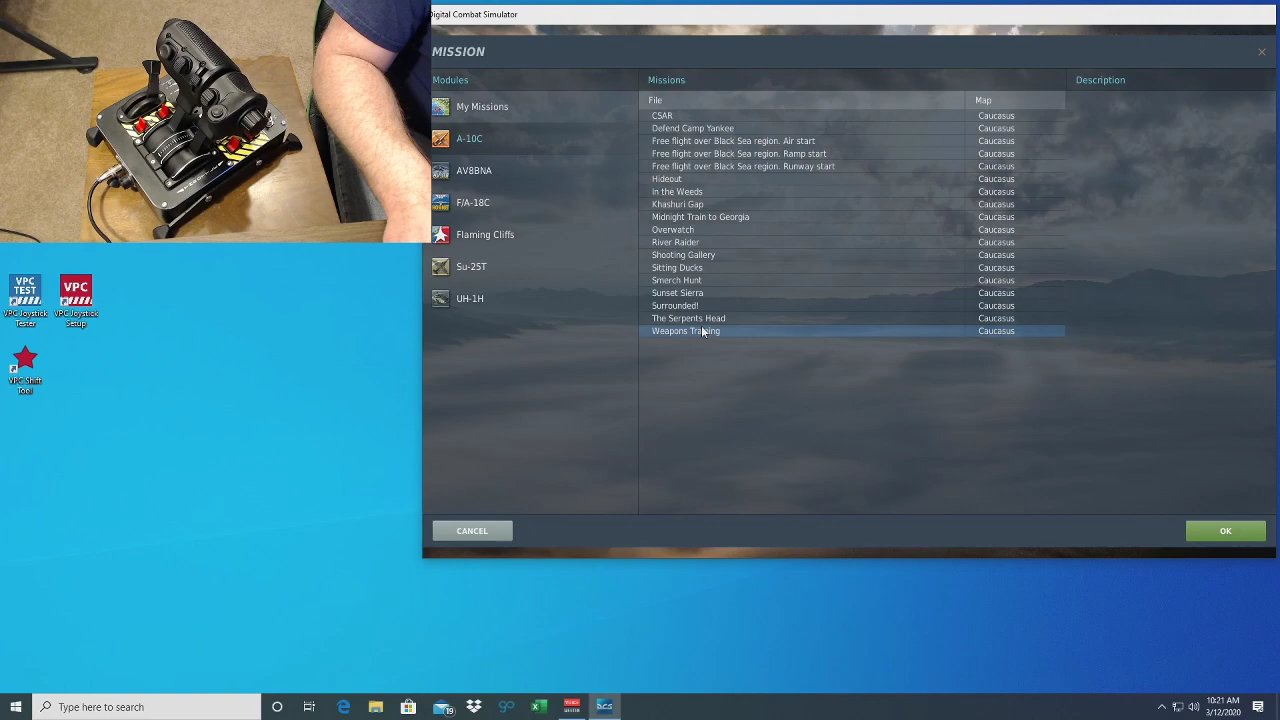 Digital Combat Simulator
MISSION
Modules
My Missions
A-10C
AV8BNA
F/A-18C
Flaming Cliffs
Su-25T
UH-1H
Missions
File Map
CSAR Caucasus
Defend Camp Yankee Caucasus
Free flight over Black Sea region. Air start Caucasus
Free flight over Black Sea region. Ramp start Caucasus
Free flight over Black Sea region. Runway start Caucasus
Hideout Caucasus
In the Weeds Caucasus
Khashuri Gap Caucasus
Midnight Train to Georgia Caucasus
Overwatch Caucasus
River Raider Caucasus
Shooting Gallery Caucasus
Sitting Ducks Caucasus
Smerch Hunt Caucasus
Sunset Sierra Caucasus
Surrounded! Caucasus
The Serpents Head Caucasus
Weapons Training Caucasus
Description
CANCEL
OK
VPC
TEST
VPC Joystick
Tester
VPC
VPC Joystick
Setup
VPC Shift
Tool
Type here to search
19
DCS
10:21 AM
3/12/2020